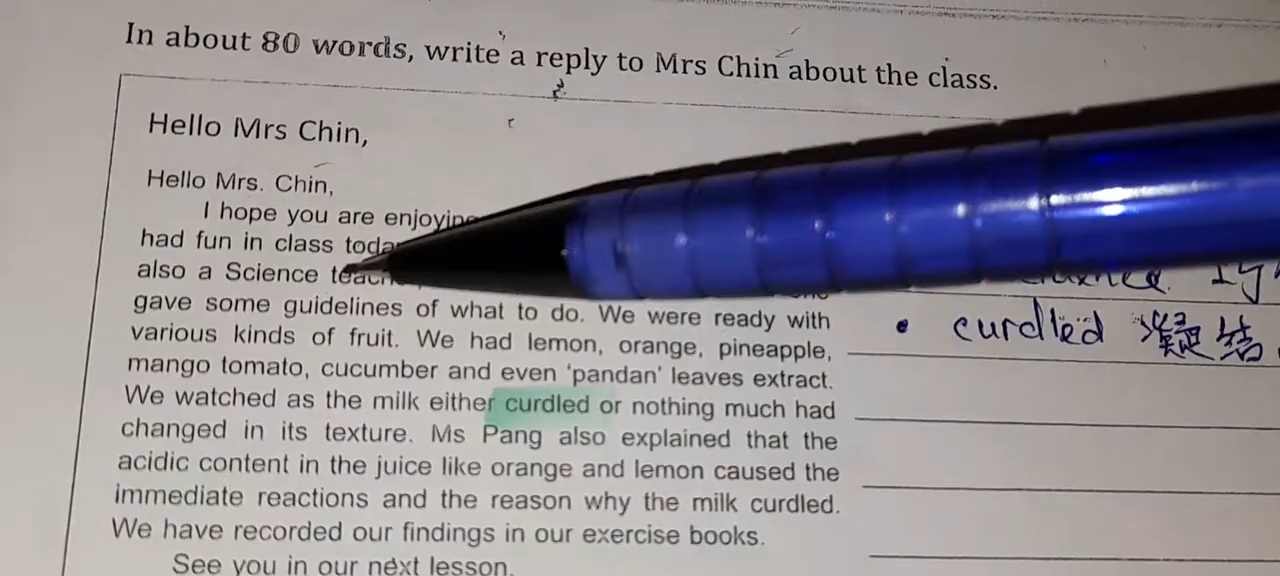 In about 80 words, write a reply to Mrs Chin about the class.
Hello Mrs Chin,
Hello Mrs. Chin,
I hope you are enjoying
had fun in class today
also a Science
gave some guidelines of what to do. We were ready with
various kinds of fruit. We had lemon, orange, pineapple,
mango tomato, cucumber and even ‘pandan’ leaves extract.
We watched as the milk either curdled or nothing much had
changed in its texture. Ms Pang also explained that the
acidic content in the juice like orange and lemon caused the
immediate reactions and the reason why the milk curdled.
We have recorded our findings in our exercise books.
See you in our next lesson.
• curdled 凝结